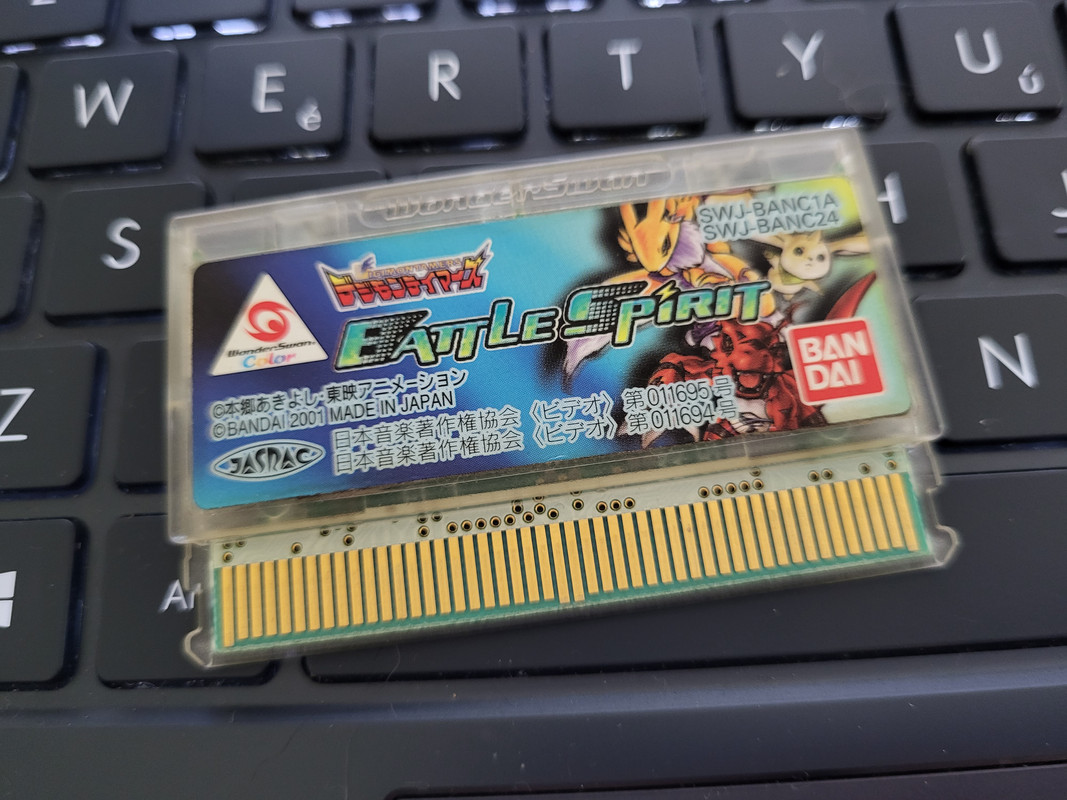 W E é R T Y U ú
S H
WonderSwan
SWJ-BANC1A
SWJ-BANC24
DIGIMON TAMERS
デジモンテイマーズ
BATTLE SPIRIT
WonderSwan
Color
BAN
DAI
©本郷あきよし・東映アニメーション
©BANDAI 2001 MADE IN JAPAN
日本音楽著作権協会 〈ビデオ〉 第011695号
日本音楽著作権協会 〈ビデオ〉 第011694号
JASRAC
Z N